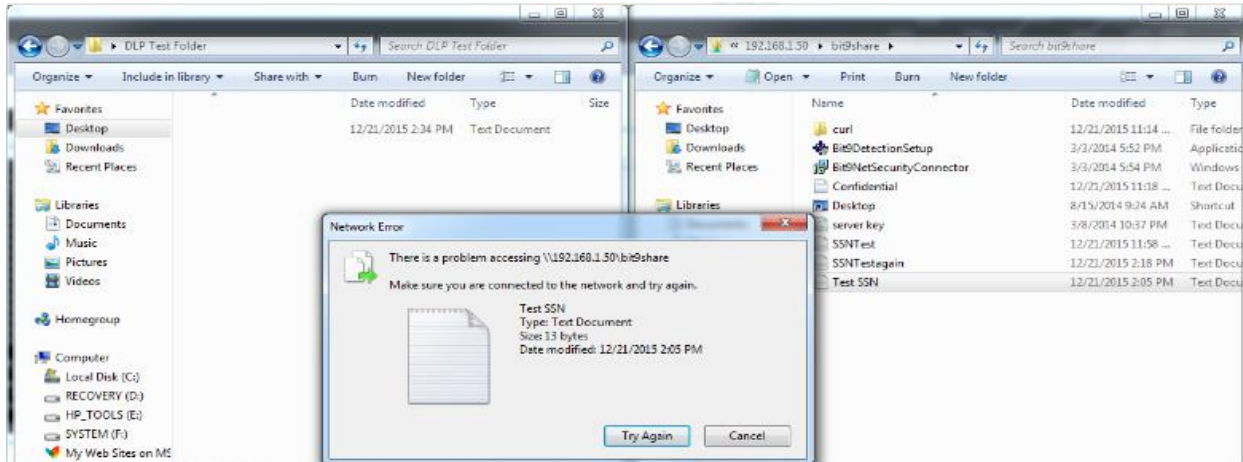 DLP Test Folder
Search DLP Test Folder
Organize
Include in library
Share with
Burn
New folder
Favorites
Desktop
Downloads
Recent Places
Libraries
Documents
Music
Pictures
Videos
Homegroup
Computer
Local Disk (C:)
RECOVERY (D:)
HP_TOOLS (E:)
SYSTEM (F:)
My Web Sites on MS
Date modified Type Size
12/21/2015 2:34 PM Text Document
« 192.168.1.50 bit9share
Search bit9share
Organize
Open
Print
Burn
New folder
Favorites
Desktop
Downloads
Recent Places
Libraries
Name Date modified Type
curl 12/21/2015 11:14 ... File folder
Bit9DetectionSetup 3/3/2014 5:52 PM Applicatic
Bit9NetSecurityConnector 3/3/2014 5:54 PM Windows
Confidential 12/21/2015 11:18 ... Text Docu
Desktop 8/15/2014 9:24 AM Shortcut
server key 3/8/2014 10:37 PM Text Docu
SSNTest 12/21/2015 11:58 ... Text Docu
SSNTestagain 12/21/2015 2:18 PM Text Docu
Test SSN 12/21/2015 2:05 PM Text Docu
Network Error
There is a problem accessing \\192.168.1.50\bit9share
Make sure you are connected to the network and try again.
Test SSN
Type: Text Document
Size: 13 bytes
Date modified: 12/21/2015 2:05 PM
Try Again
Cancel